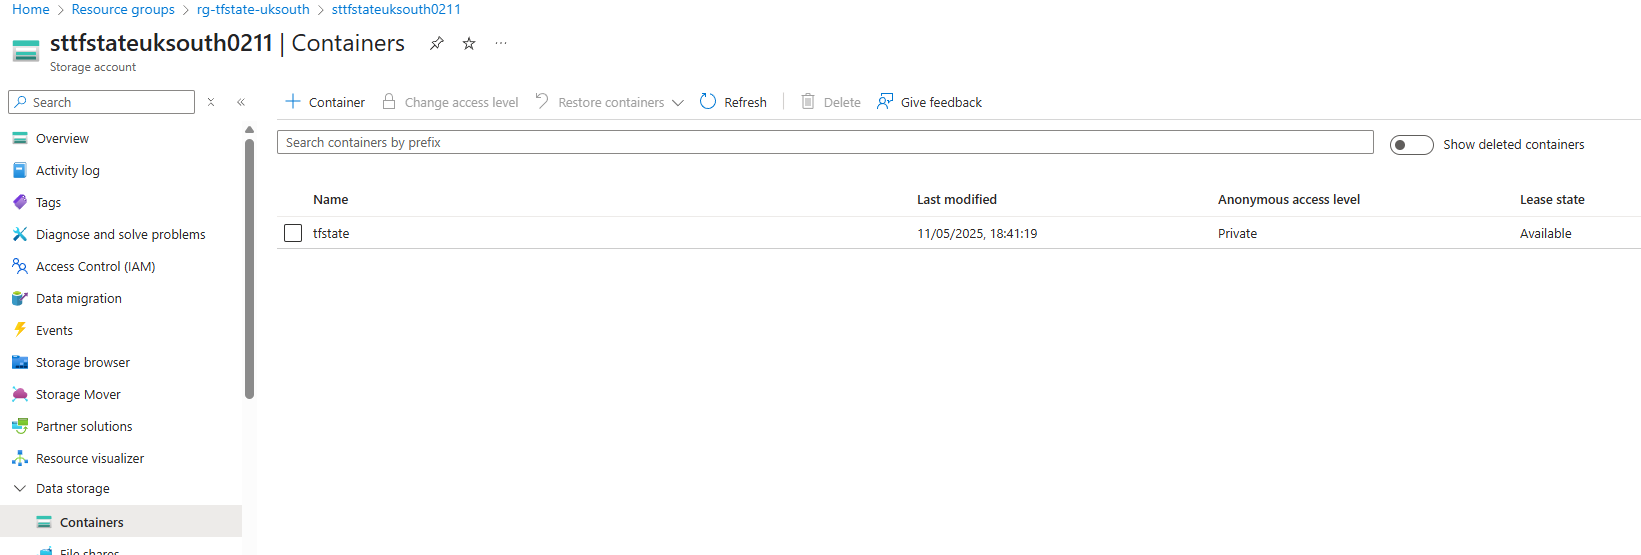 Home > Resource groups > rg-tfstate-uksouth > sttfstateuksouth0211
sttfstateuksouth0211 | Containers
Storage account
Search
Container
Change access level
Restore containers
Refresh
Delete
Give feedback
Overview
Activity log
Tags
Diagnose and solve problems
Access Control (IAM)
Data migration
Events
Storage browser
Storage Mover
Partner solutions
Resource visualizer
Data storage
Containers
File shares
Search containers by prefix
Show deleted containers
Name Last modified Anonymous access level Lease state
tfstate 11/05/2025, 18:41:19 Private Available